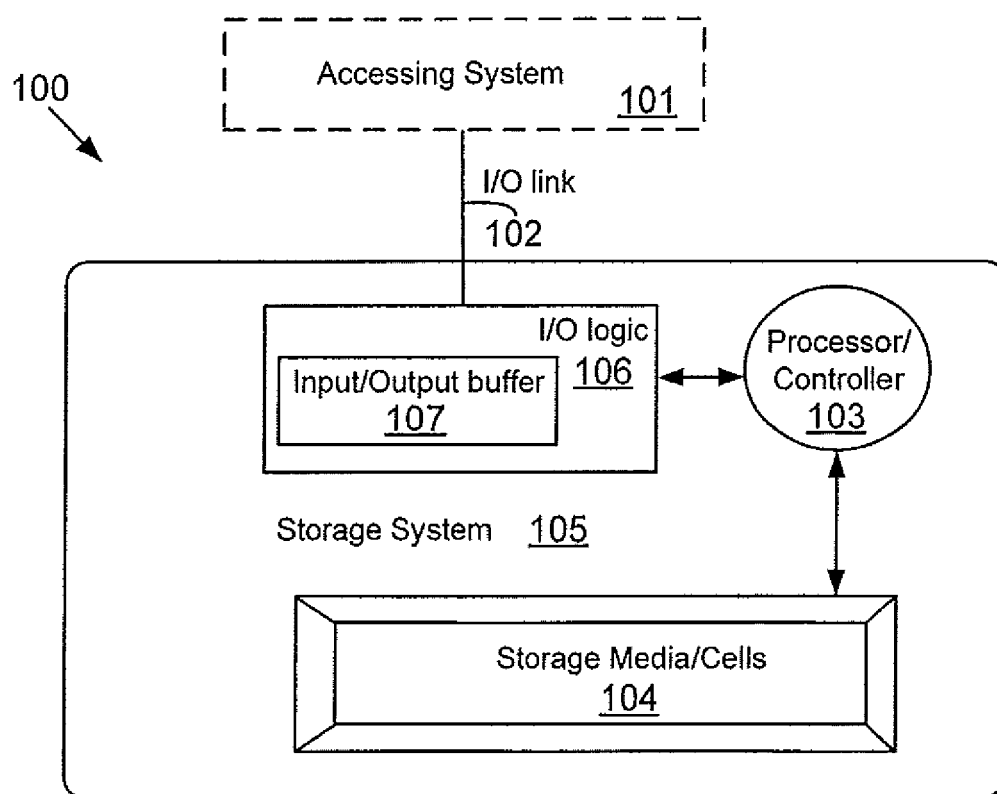 Accessing System
101
100
I/O link
102
I/O logic
106
Input/Output buffer
107
Processor/
Controller
103
Storage System 105
Storage Media/Cells
104